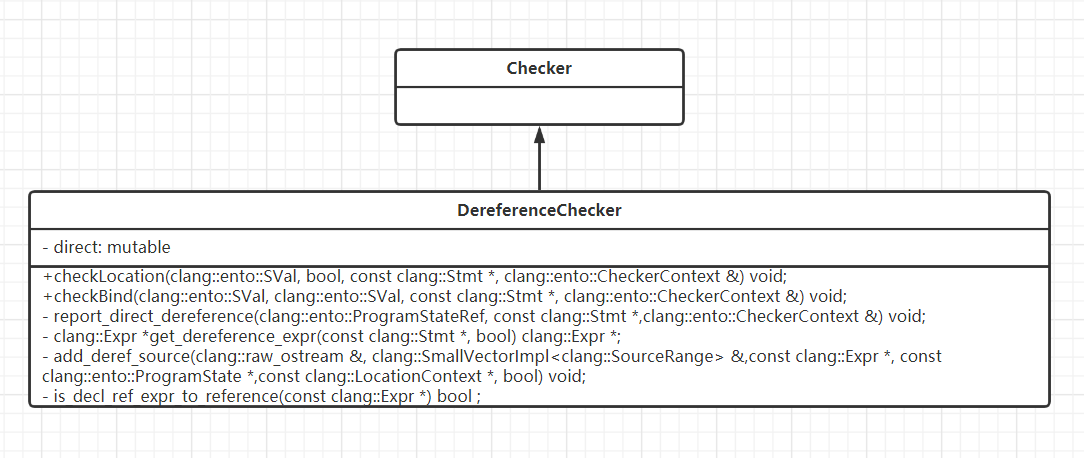 Checker
DereferenceChecker
- direct: mutable
+checkLocation(clang::ento::SVal, bool, const clang::Stmt *, clang::ento::CheckerContext &) void;
+checkBind(clang::ento::SVal, clang::ento::SVal, const clang::Stmt *, clang::ento::CheckerContext &) void;
- report_direct_dereference(clang::ento::ProgramStateRef, const clang::Stmt *,clang::ento::CheckerContext &) void;
- clang::Expr *get_dereference_expr(const clang::Stmt *, bool) clang::Expr *;
- add_deref_source(clang::raw_ostream &, clang::SmallVectorImpl<clang::SourceRange> &,const clang::Expr *, const
clang::ento::ProgramState *,const clang::LocationContext *, bool) void;
- is_decl_ref_expr_to_reference(const clang::Expr *) bool ;